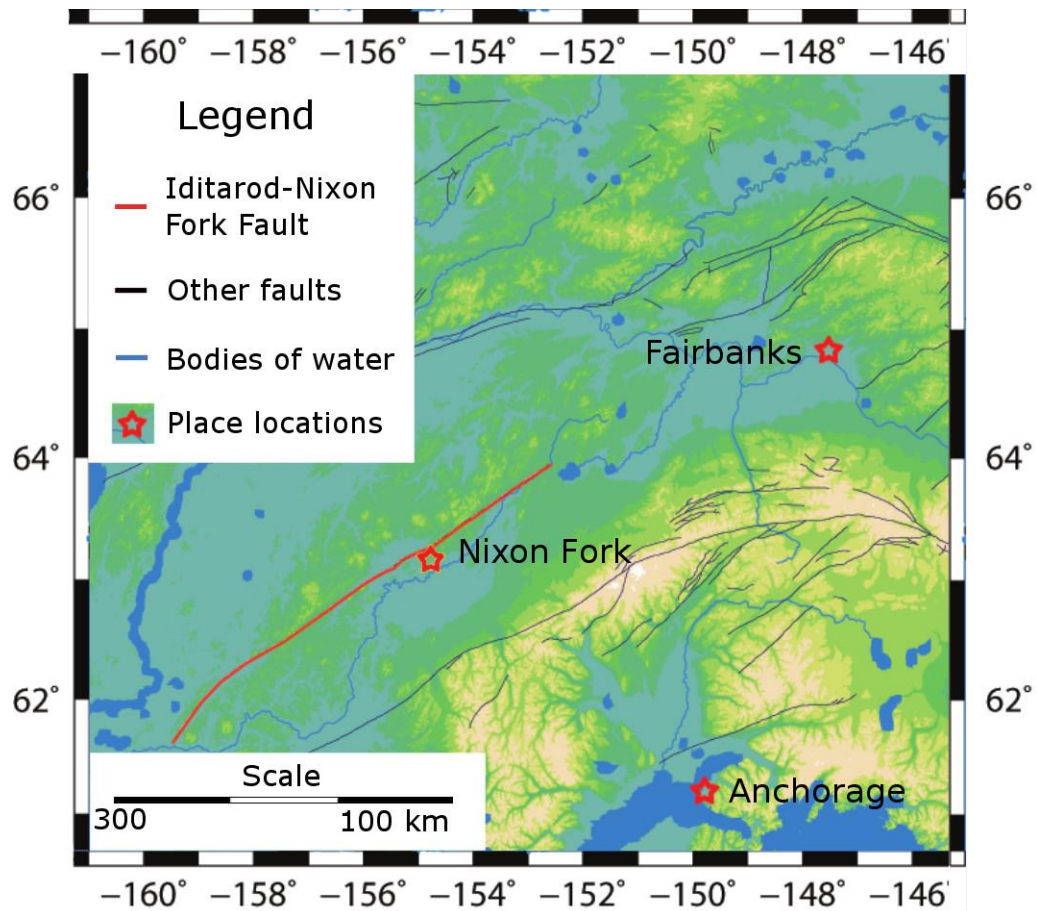 −160˚ −158˚ −156˚ −154˚ −152˚ −150˚ −148˚ −146˚
Legend
Iditarod-Nixon
Fork Fault
Other faults
Bodies of water
Place locations
66˚ 66˚
Fairbanks
64˚ 64˚
Nixon Fork
62˚ 62˚
Scale
300 100 km
Anchorage
−160˚ −158˚ −156˚ −154˚ −152˚ −150˚ −148˚ −146˚